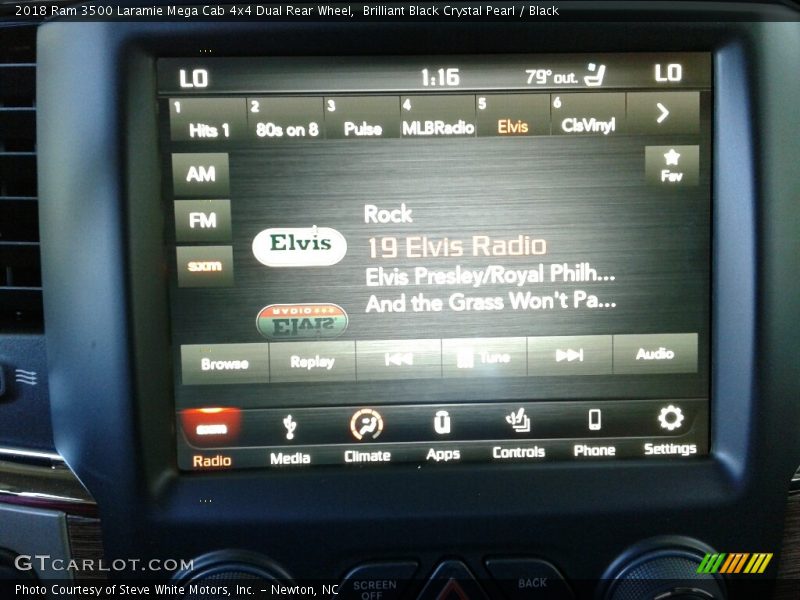 2018 Ram 3500 Laramie Mega Cab 4x4 Dual Rear Wheel,  Brilliant Black Crystal Pearl / Black
LO 1:16 79° out. LO
1 Hits 1 2 80s on 8 3 Pulse 4 MLBRadio 5 Elvis 6 ClsVinyl
AM Fav
Rock
FM
Elvis 19 Elvis Radio
sxm Elvis Presley/Royal Philh...
And the Grass Won't Pa...
Browse Replay Tune Audio
Radio Media Climate Apps Controls Phone Settings
GTCARLOT.COM
SCREEN OFF BACK
Photo Courtesy of Steve White Motors, Inc. – Newton, NC